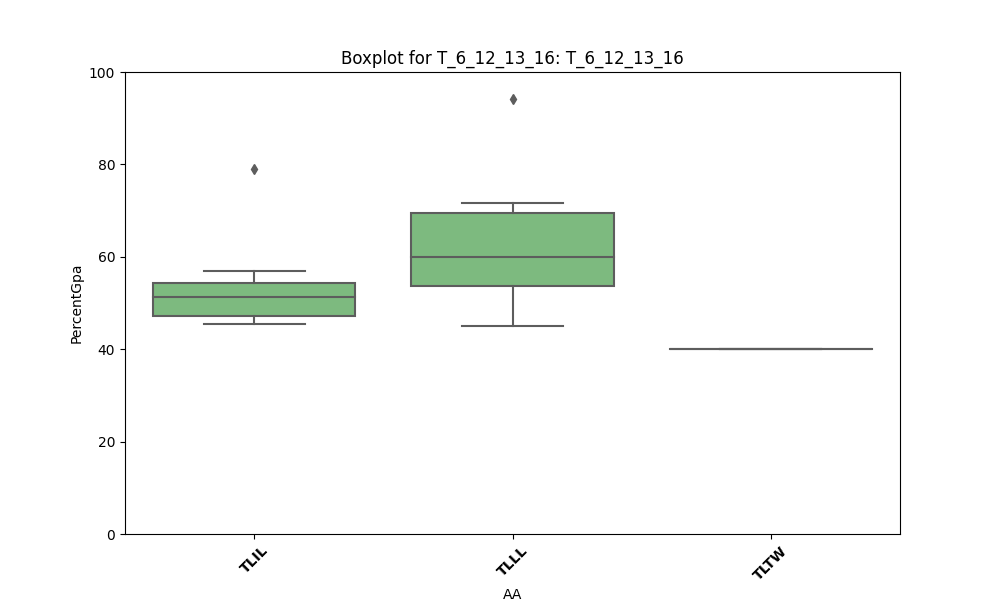 Boxplot for T_6_12_13_16: T_6_12_13_16
100
80
60
40
20
0
PercentGpa
TLIL
TLLL
TLTW
AA